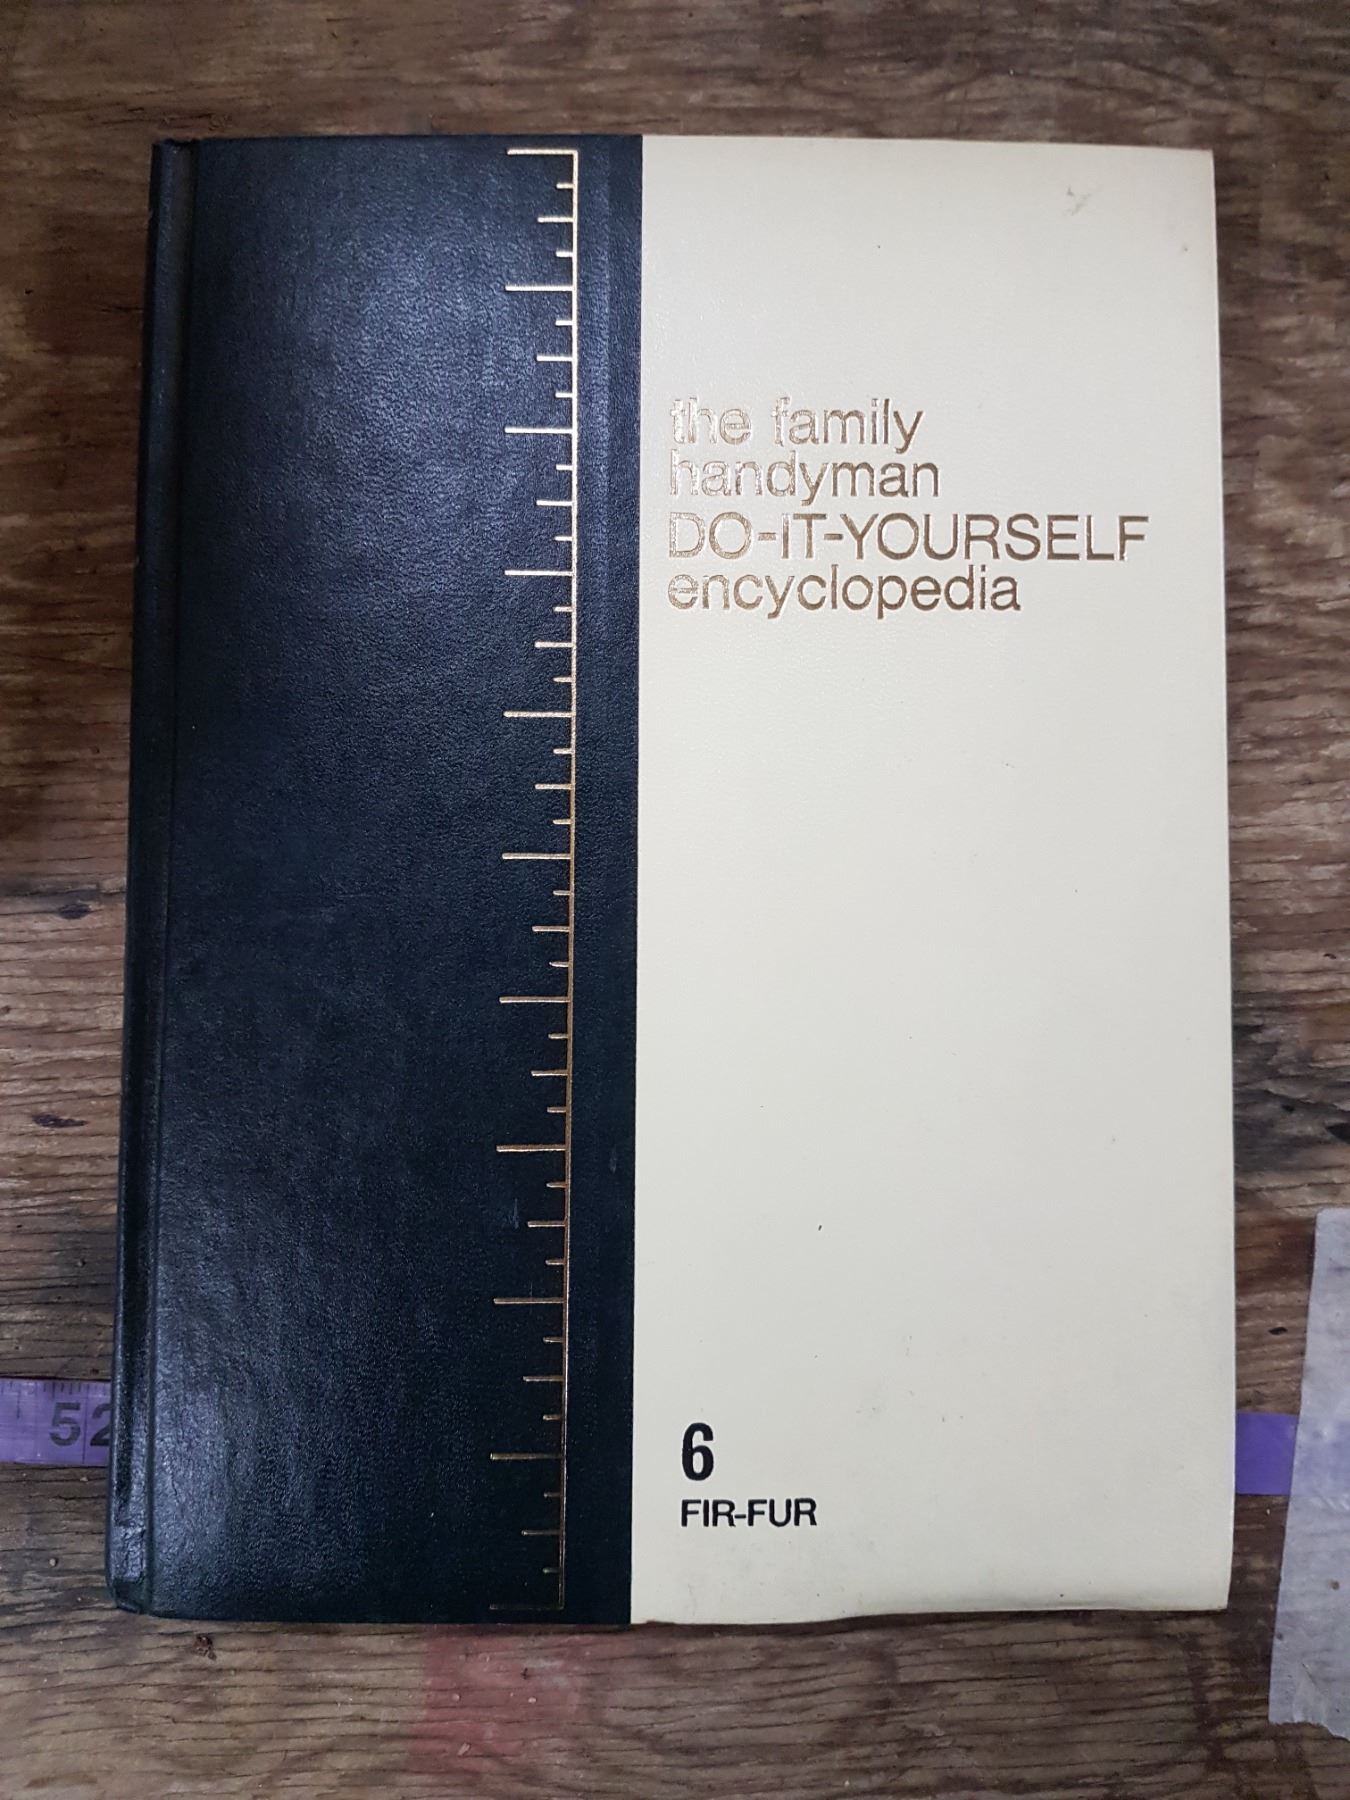 the family
handyman
DO-IT-YOURSELF
encyclopedia
6
FIR-FUR
52